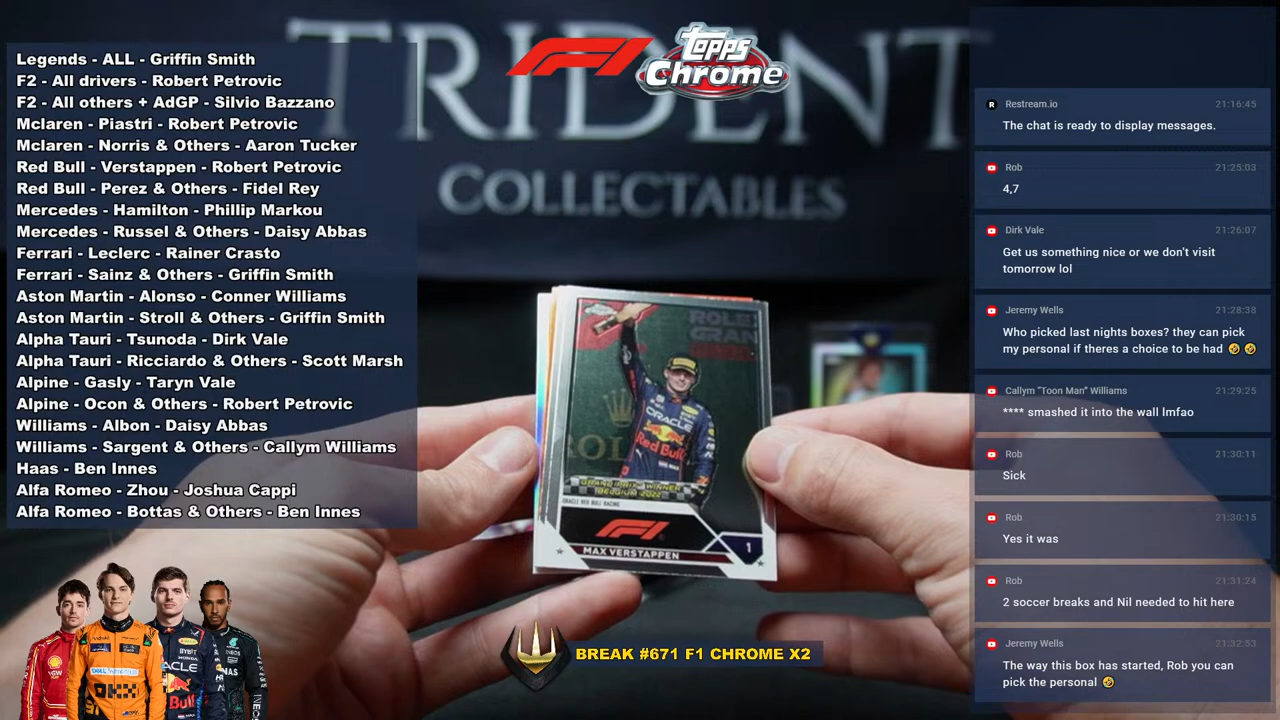 TRIDENT
COLLECTABLES
F1
TOPPS
Chrome
Legends - ALL - Griffin Smith
F2 - All drivers - Robert Petrovic
F2 - All others + AdGP - Silvio Bazzano
Mclaren - Piastri - Robert Petrovic
Mclaren - Norris & Others - Aaron Tucker
Red Bull - Verstappen - Robert Petrovic
Red Bull - Perez & Others - Fidel Rey
Mercedes - Hamilton - Phillip Markou
Mercedes - Russel & Others - Daisy Abbas
Ferrari - Leclerc - Rainer Crasto
Ferrari - Sainz & Others - Griffin Smith
Aston Martin - Alonso - Conner Williams
Aston Martin - Stroll & Others - Griffin Smith
Alpha Tauri - Tsunoda - Dirk Vale
Alpha Tauri - Ricciardo & Others - Scott Marsh
Alpine - Gasly - Taryn Vale
Alpine - Ocon & Others - Robert Petrovic
Williams - Albon - Daisy Abbas
Williams - Sargent & Others - Callym Williams
Haas - Ben Innes
Alfa Romeo - Zhou - Joshua Cappi
Alfa Romeo - Bottas & Others - Ben Innes
ORACLE
Red Bull
GRAND PRIX WINNER
BELGIUM 2022
ORACLE RED BULL RACING
F1
MAX VERSTAPPEN
1
BREAK #671 F1 CHROME X2
R Restream.io 21:16:45
The chat is ready to display messages.
Rob 21:25:03
4,7
Dirk Vale 21:26:07
Get us something nice or we don't visit
tomorrow lol
Jeremy Wells 21:28:38
Who picked last nights boxes? they can pick
my personal if theres a choice to be had 🤣 🤣
Callym "Toon Man" Williams 21:29:25
**** smashed it into the wall lmfao
Rob 21:30:11
Sick
Rob 21:30:15
Yes it was
Rob 21:31:24
2 soccer breaks and Nil needed to hit here
Jeremy Wells 21:32:53
The way this box has started, Rob you can
pick the personal 🤣